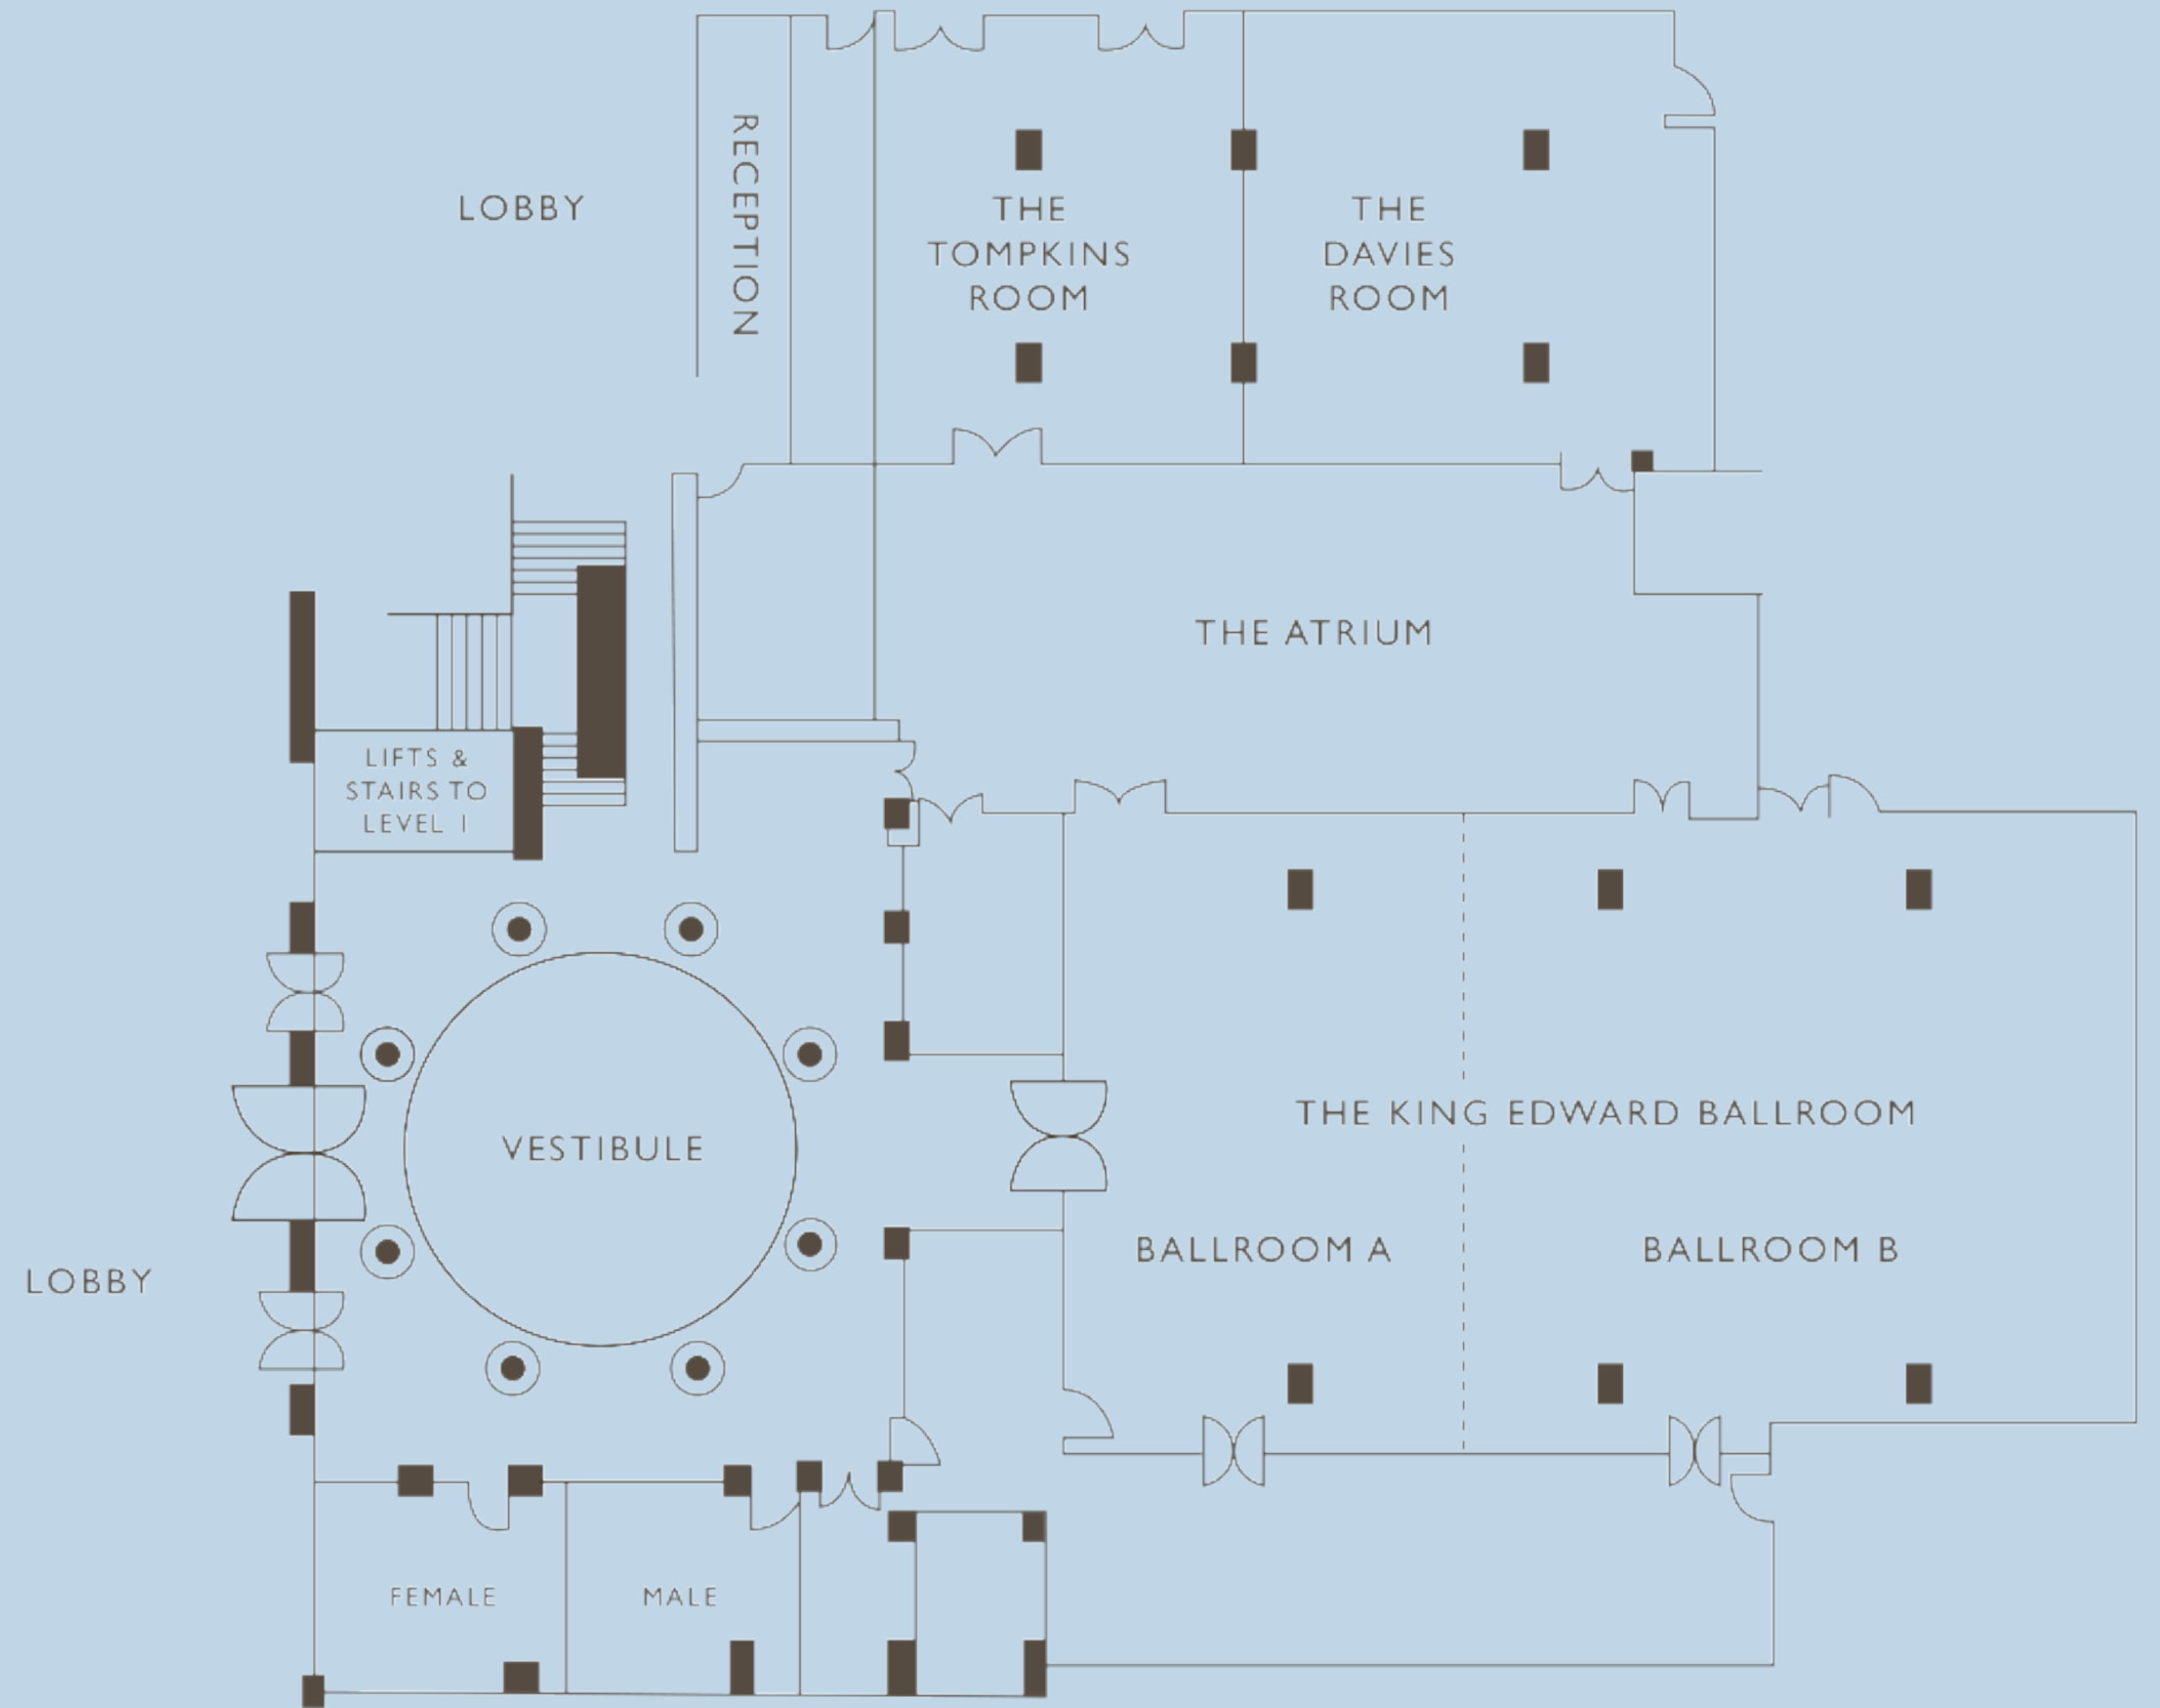 RECEPTION
LOBBY
THE
TOMPKINS
ROOM
THE
DAVIES
ROOM
THE ATRIUM
LIFTS &
STAIRS TO
LEVEL 1
THE KING EDWARD BALLROOM
VESTIBULE
BALLROOM A
BALLROOM B
LOBBY
FEMALE
MALE